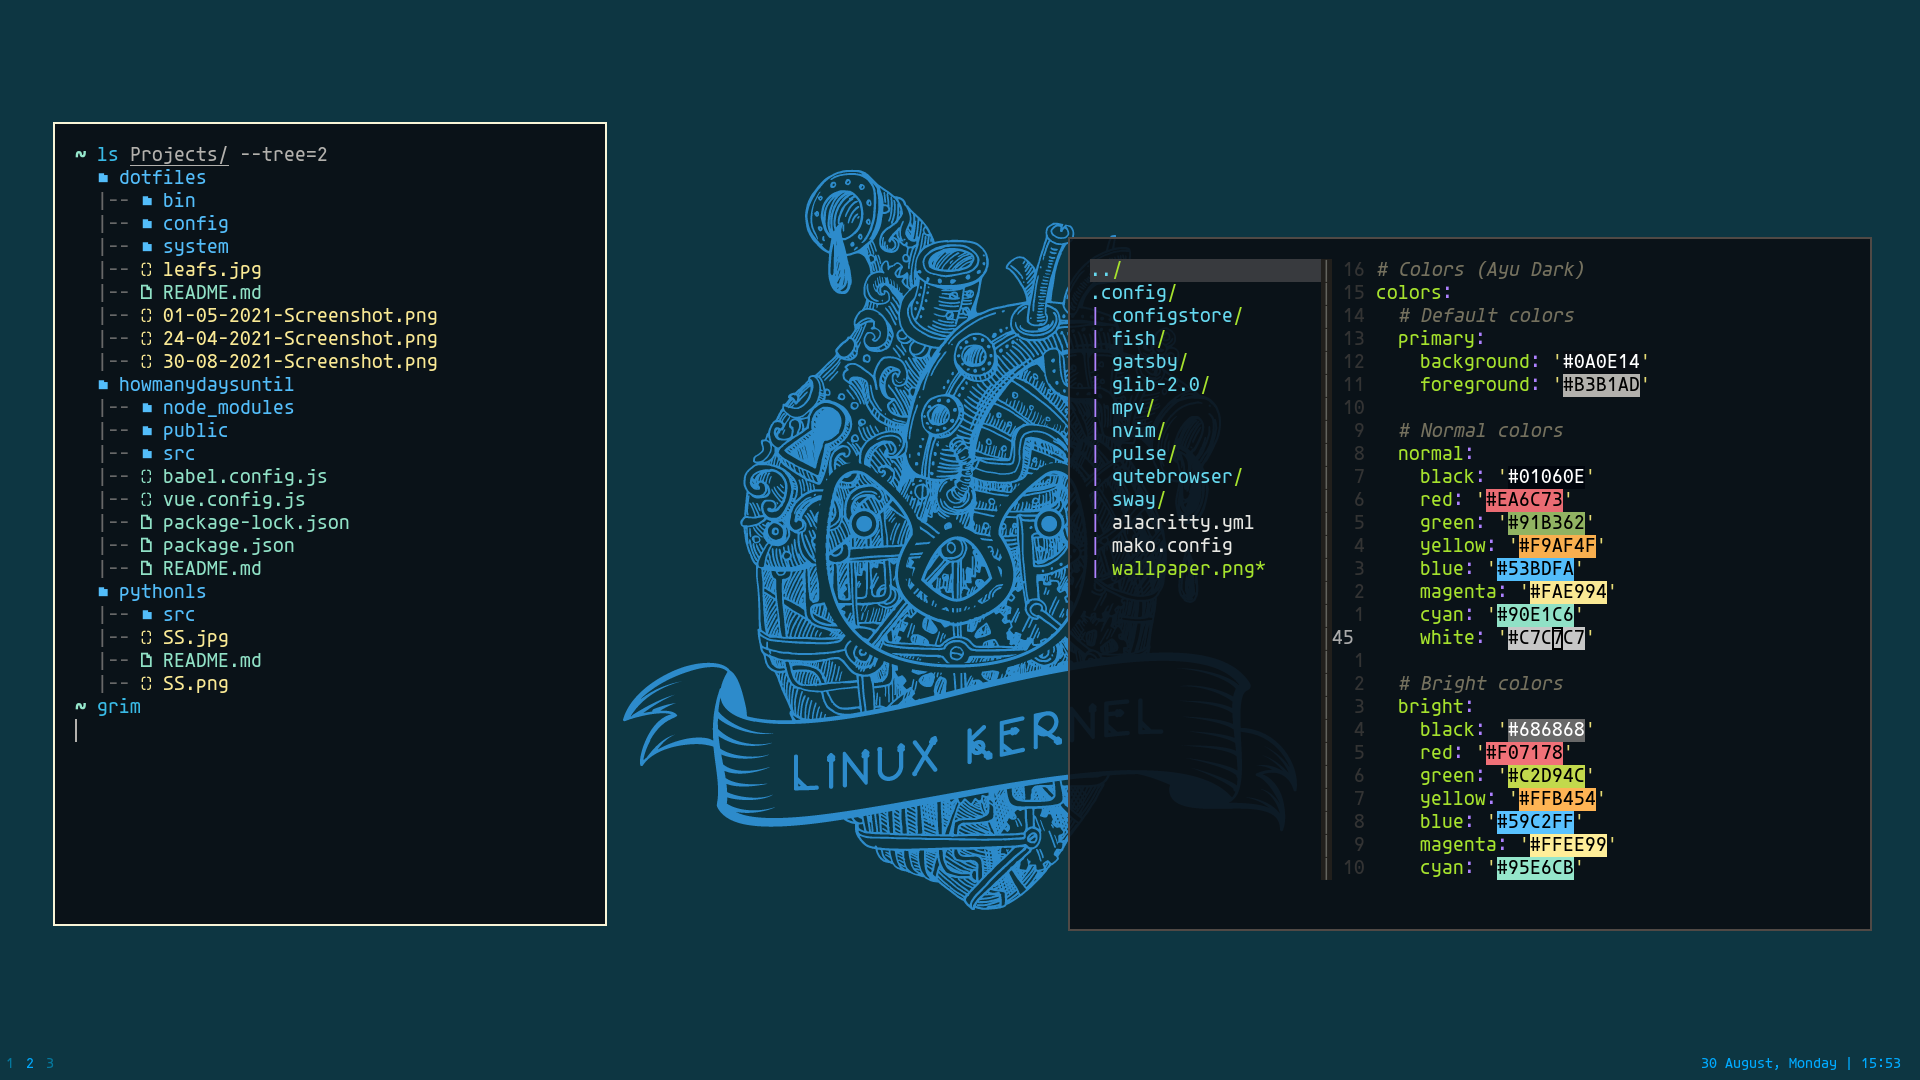 ~ ls Projects/ --tree=2
dotfiles
|-- bin
|-- config
|-- system
|-- leafs.jpg
|-- README.md
|-- 01-05-2021-Screenshot.png
|-- 24-04-2021-Screenshot.png
|-- 30-08-2021-Screenshot.png
howmanydaysuntil
|-- node_modules
|-- public
|-- src
|-- babel.config.js
|-- vue.config.js
|-- package-lock.json
|-- package.json
|-- README.md
pythonls
|-- src
|-- SS.jpg
|-- README.md
|-- SS.png
~ grim
LINUX KERNEL
../
.config/
| configstore/
| fish/
| gatsby/
| glib-2.0/
| mpv/
| nvim/
| pulse/
| qutebrowser/
| sway/
| alacritty.yml
| mako.config
| wallpaper.png*
16 # Colors (Ayu Dark)
15 colors:
14 # Default colors
13 primary:
12 background: '#0A0E14'
11 foreground: '#B3B1AD'
10
9 # Normal colors
8 normal:
7 black: '#01060E'
6 red: '#EA6C73'
5 green: '#91B362'
4 yellow: '#F9AF4F'
3 blue: '#53BDFA'
2 magenta: '#FAE994'
1 cyan: '#90E1C6'
45 white: '#C7C7C7'
1
2 # Bright colors
3 bright:
4 black: '#686868'
5 red: '#F07178'
6 green: '#C2D94C'
7 yellow: '#FFB454'
8 blue: '#59C2FF'
9 magenta: '#FFEE99'
10 cyan: '#95E6CB'
1 2 3
30 August, Monday | 15:53